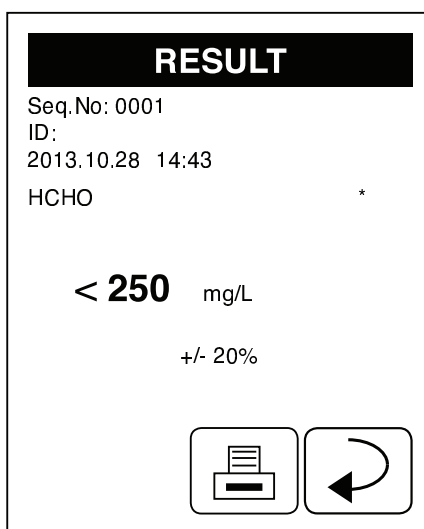 RESULT
Seq.No: 0001
ID:
2013.10.28 14:43
HCHO *
< 250 mg/L
+/- 20%